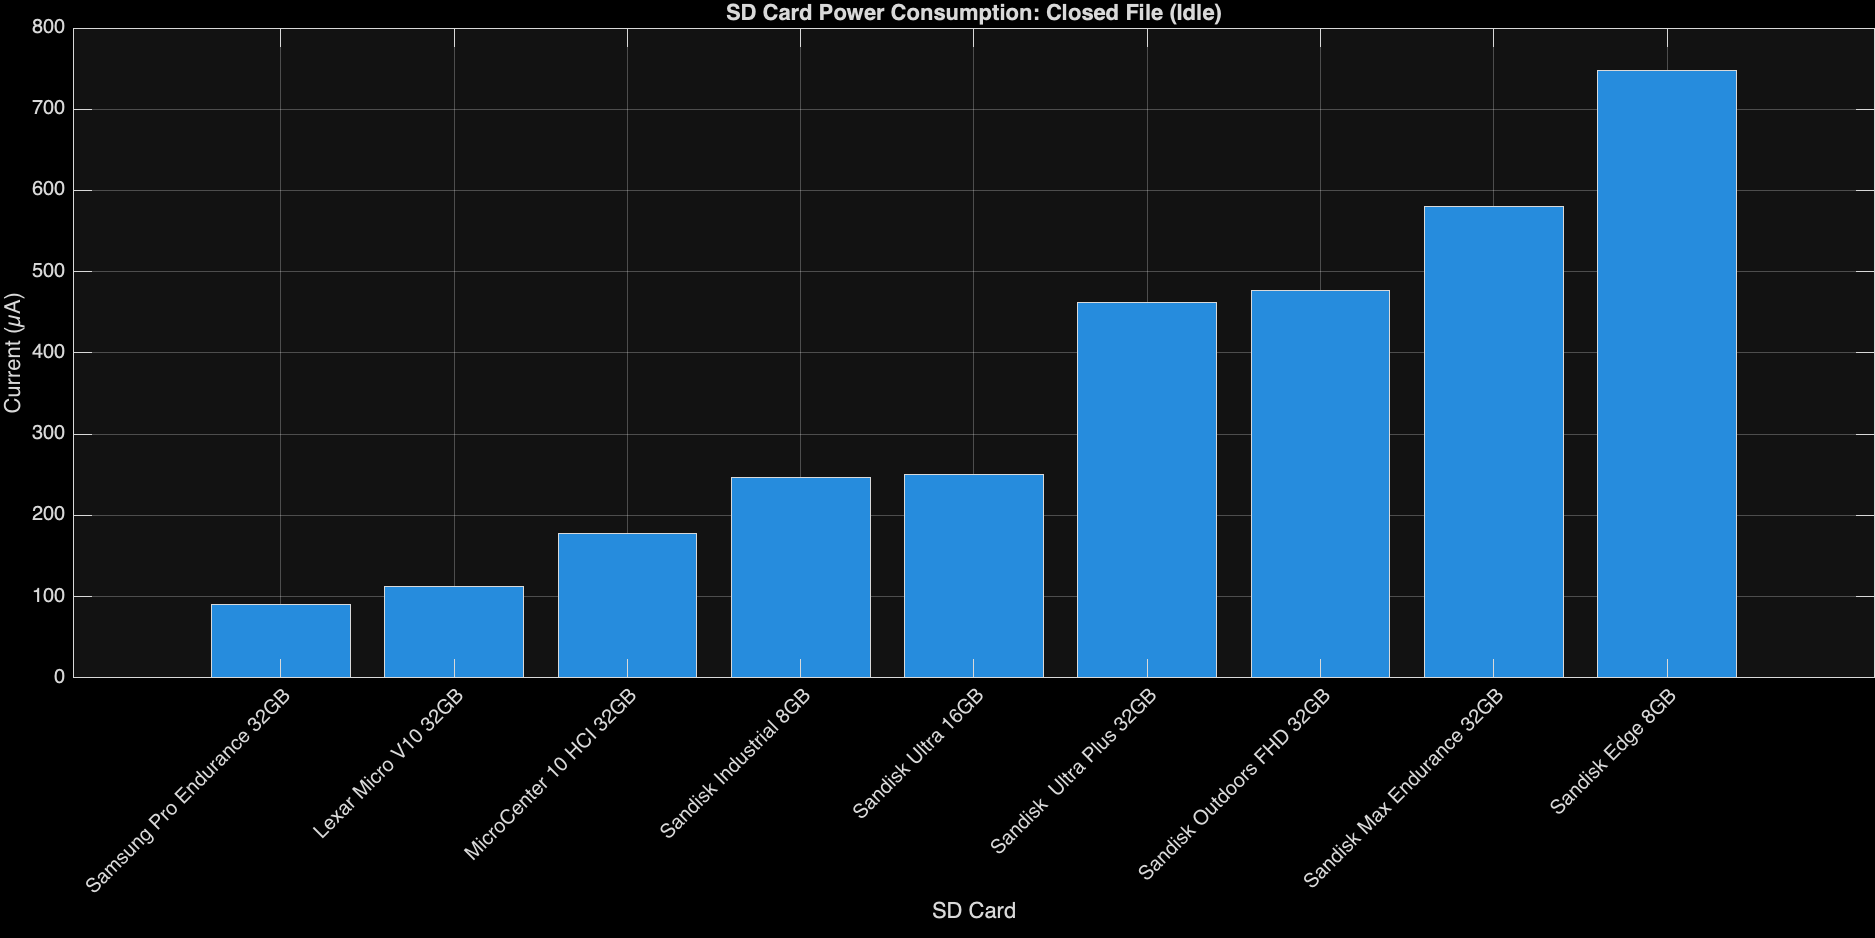 SD Card Power Consumption: Closed File (Idle)
800
700
600
500
400
300
200
100
0
Current (μA)
Samsung Pro Endurance 32GB
Lexar Micro V10 32GB
MicroCenter 10 HCI 32GB
Sandisk Industrial 8GB
Sandisk Ultra 16GB
Sandisk  Ultra Plus 32GB
Sandisk Outdoors FHD 32GB
Sandisk Max Endurance 32GB
Sandisk Edge 8GB
SD Card